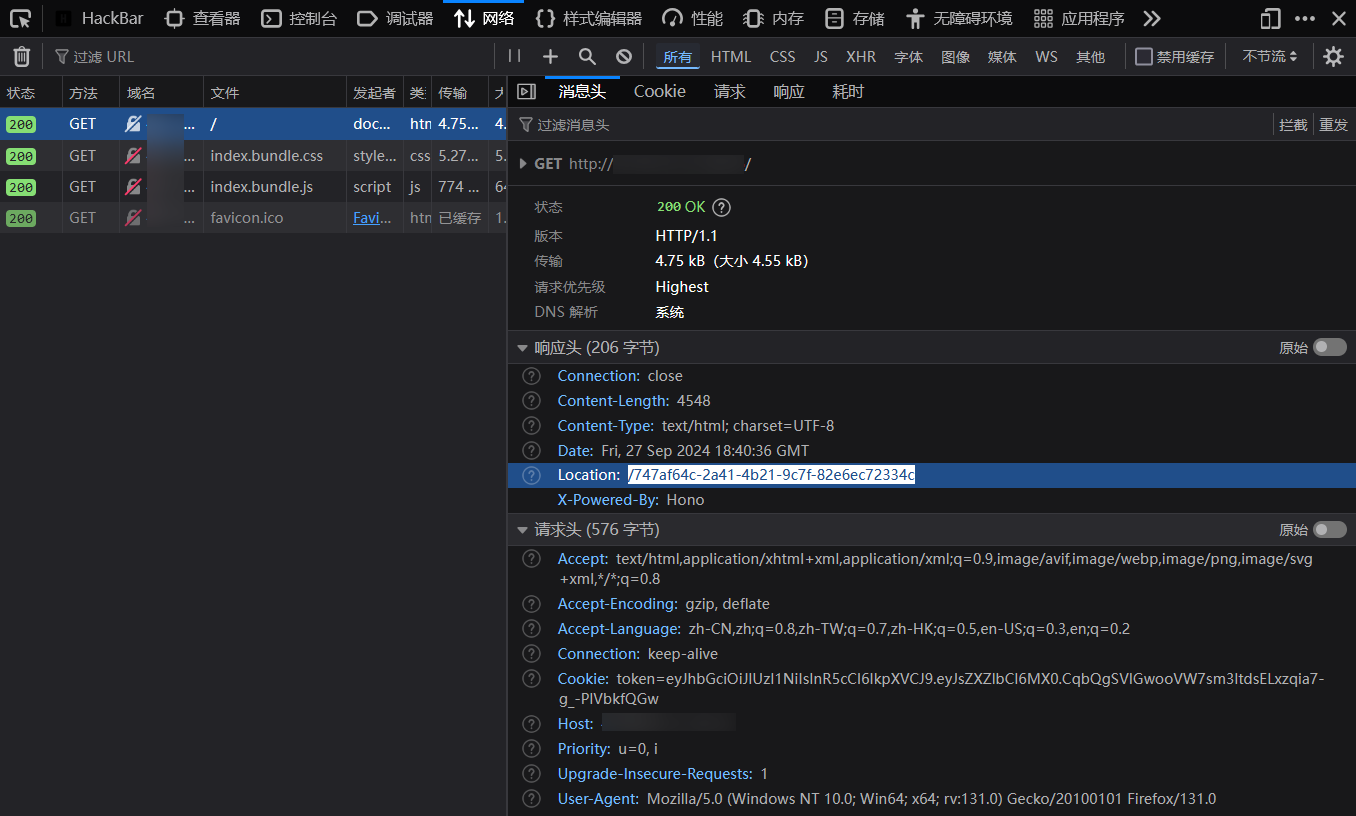 HackBar 查看器 控制台 调试器 网络 样式编辑器 性能 内存 存储 无障碍环境 应用程序
过滤 URL 所有 HTML CSS JS XHR 字体 图像 媒体 WS 其他 禁用缓存 不节流
状态 方法 域名 文件 发起者 类 传输
200 GET ... / doc... 4.75... 4.
200 GET ... index.bundle.css style... css 5.27... 5.
200 GET ... index.bundle.js script js 774 ...
200 GET ... favicon.ico Favi... 已缓存 1.
消息头 Cookie 请求 响应 耗时
过滤消息头 拦截 重发
GET http:// /
状态 200 OK
版本 HTTP/1.1
传输 4.75 kB（大小 4.55 kB）
请求优先级 Highest
DNS 解析 系统
响应头 (206 字节) 原始
Connection: close
Content-Length: 4548
Content-Type: text/html; charset=UTF-8
Date: Fri, 27 Sep 2024 18:40:36 GMT
Location: /747af64c-2a41-4b21-9c7f-82e6ec72334c
X-Powered-By: Hono
请求头 (576 字节) 原始
Accept: text/html,application/xhtml+xml,application/xml;q=0.9,image/avif,image/webp,image/png,image/svg
+xml,*/*;q=0.8
Accept-Encoding: gzip, deflate
Accept-Language: zh-CN,zh;q=0.8,zh-TW;q=0.7,zh-HK;q=0.5,en-US;q=0.3,en;q=0.2
Connection: keep-alive
Cookie: token=eyJhbGciOiJIUzI1NiIsInR5cCI6IkpXVCJ9.eyJsZXZlbCI6MX0.CqbQgSVlGwooVW7sm3ltdsELxzqia7-
g_-PlVbkfQGw
Host:
Priority: u=0, i
Upgrade-Insecure-Requests: 1
User-Agent: Mozilla/5.0 (Windows NT 10.0; Win64; x64; rv:131.0) Gecko/20100101 Firefox/131.0